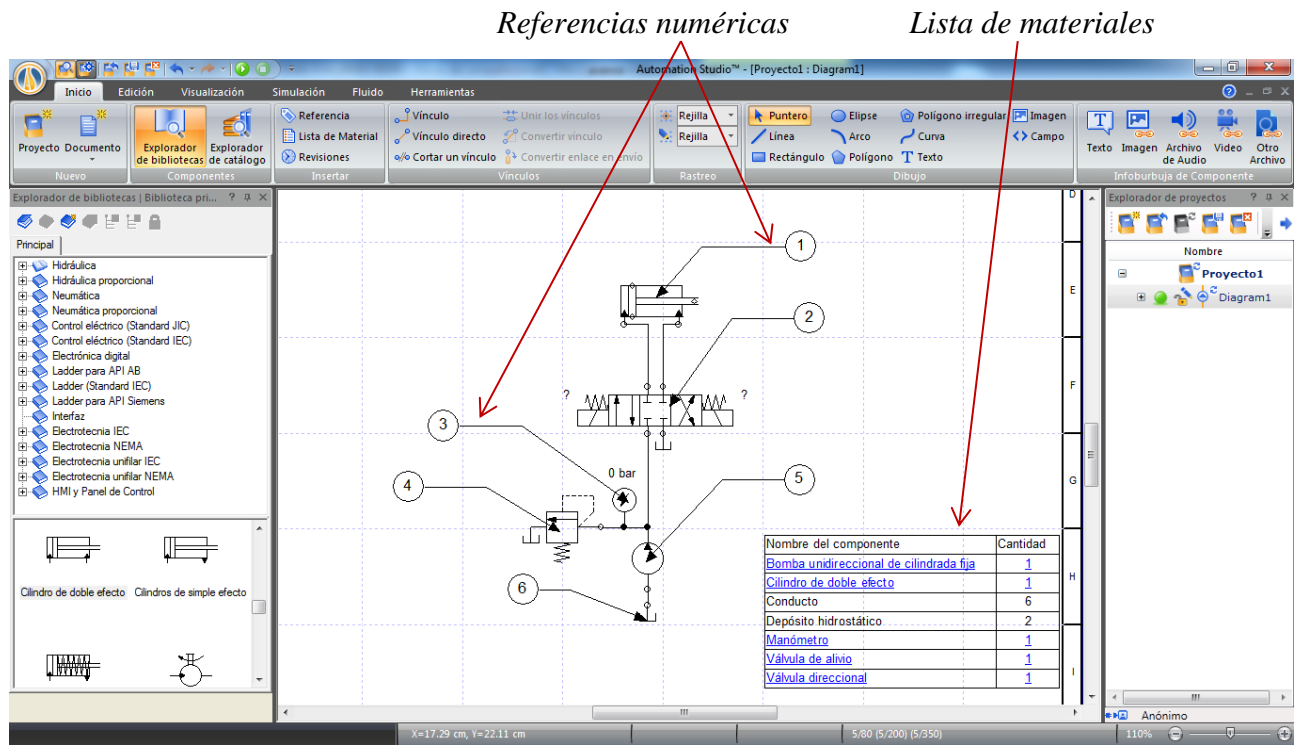 Referencias numéricas
Lista de materiales
Automation Studio™ - [Proyecto1 : Diagram1]
Inicio Edición Visualización Simulación Fluido Herramientas
Proyecto
Documento
Nuevo
Explorador de bibliotecas
Explorador de catálogo
Componentes
Referencia
Lista de Material
Revisiones
Insertar
Vínculo
Vínculo directo
Cortar un vínculo
Unir los vínculos
Convertir vínculo
Convertir enlace en envío
Vínculos
Rejilla
Rejilla
Rastreo
Puntero
Línea
Rectángulo
Elipse
Arco
Polígono
Polígono irregular
Curva
Texto
Imagen
Campo
Dibujo
Texto
Imagen
Archivo de Audio
Video
Otro Archivo
Infoburbuja de Componente
Explorador de bibliotecas | Biblioteca pri...
Principal
Hidráulica
Hidráulica proporcional
Neumática
Neumática proporcional
Control eléctrico (Standard JIC)
Control eléctrico (Standard IEC)
Electrónica digital
Ladder para API AB
Ladder (Standard IEC)
Ladder para API Siemens
Interfaz
Electrotecnia IEC
Electrotecnia NEMA
Electrotecnia unifilar IEC
Electrotecnia unifilar NEMA
HMI y Panel de Control
Cilindro de doble efecto
Cilindros de simple efecto
D
E
F
G
H
I
1
2
3
4
5
6
? ?
0 bar
Nombre del componente Cantidad
Bomba unidireccional de cilindrada fija 1
Cilindro de doble efecto 1
Conducto 6
Depósito hidrostático 2
Manómetro 1
Válvula de alivio 1
Válvula direccional 1
Explorador de proyectos
Nombre
Proyecto1
Diagram1
Anónimo
X=17.29 cm, Y=22.11 cm
5/80 (5/200) (5/350)
110%